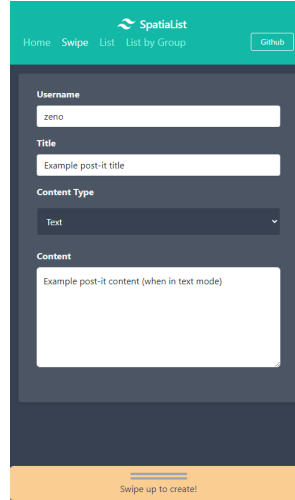 SpatiaList
Home Swipe List List by Group Github
Username
zeno
Title
Example post-it title
Content Type
Text
Content
Example post-it content (when in text mode)
Swipe up to create!